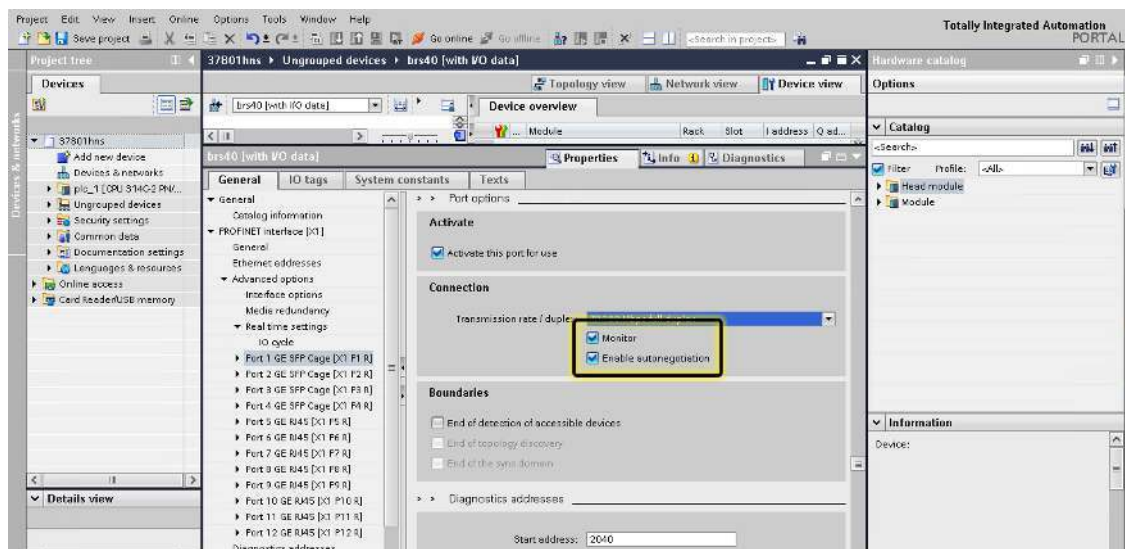 Project Edit View Insert Online Options Tools Window Help
Totally Integrated Automation
PORTAL
Save project
Go online
Go offline
<Search in project>
Project tree
37801hns Ungrouped devices brs40 [with I/O data]
Hardware catalog
Devices
Topology view
Network view
Device view
Options
brs40 [with I/O data]
Device overview
... Module Rack Slot I address Q ad...
Catalog
<Search>
Filter Profile: <All>
Head module
Module
Devices & networks
37801hns
Add new device
Devices & networks
plc_1 [CPU 314C-2 PN/...
Ungrouped devices
Security settings
Common data
Documentation settings
Languages & resources
Online access
Card Reader/USB memory
brs40 [with I/O data]
Properties
Info
Diagnostics
General
IO tags
System constants
Texts
General
Catalog information
PROFINET interface [X1]
General
Ethernet addresses
Advanced options
Interface options
Media redundancy
Real time settings
IO cycle
Port 1 GE SFP Cage [X1 P1 R]
Port 2 GE SFP Cage [X1 P2 R]
Port 3 GE SFP Cage [X1 P3 R]
Port 4 GE SFP Cage [X1 P4 R]
Port 5 GE RJ45 [X1 P5 R]
Port 6 GE RJ45 [X1 P6 R]
Port 7 GE RJ45 [X1 P7 R]
Port 8 GE RJ45 [X1 P8 R]
Port 9 GE RJ45 [X1 P9 R]
Port 10 GE RJ45 [X1 P10 R]
Port 11 GE RJ45 [X1 P11 R]
Port 12 GE RJ45 [X1 P12 R]
Diagnostics addresses
> > Port options
Activate
Activate this port for use
Connection
Transmission rate / duplex
Monitor
Enable autonegotiation
Boundaries
End of detection of accessible devices
End of topology discovery
End of the sync domain
> > Diagnostics addresses
Start address: 2040
Information
Device:
Details view